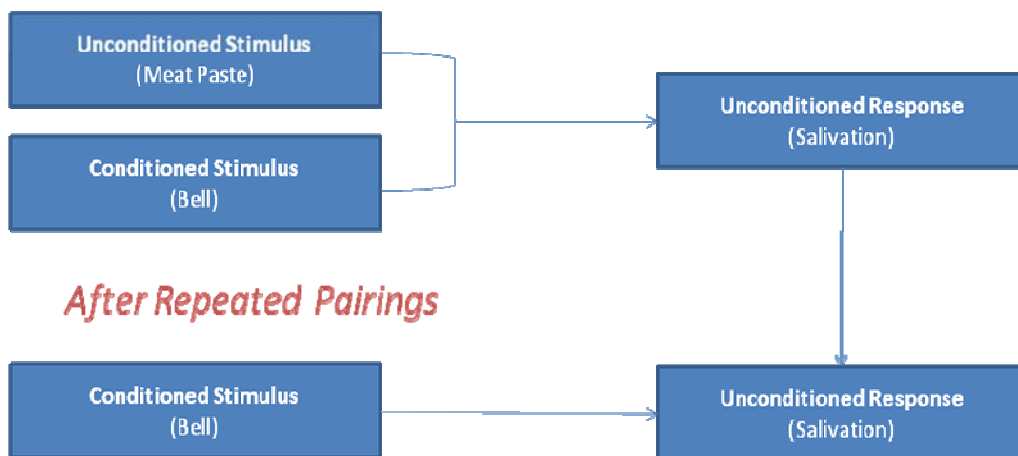 Unconditioned Stimulus
(Meat Paste)
Conditioned Stimulus
(Bell)
Unconditioned Response
(Salivation)
After Repeated Pairings
Conditioned Stimulus
(Bell)
Unconditioned Response
(Salivation)